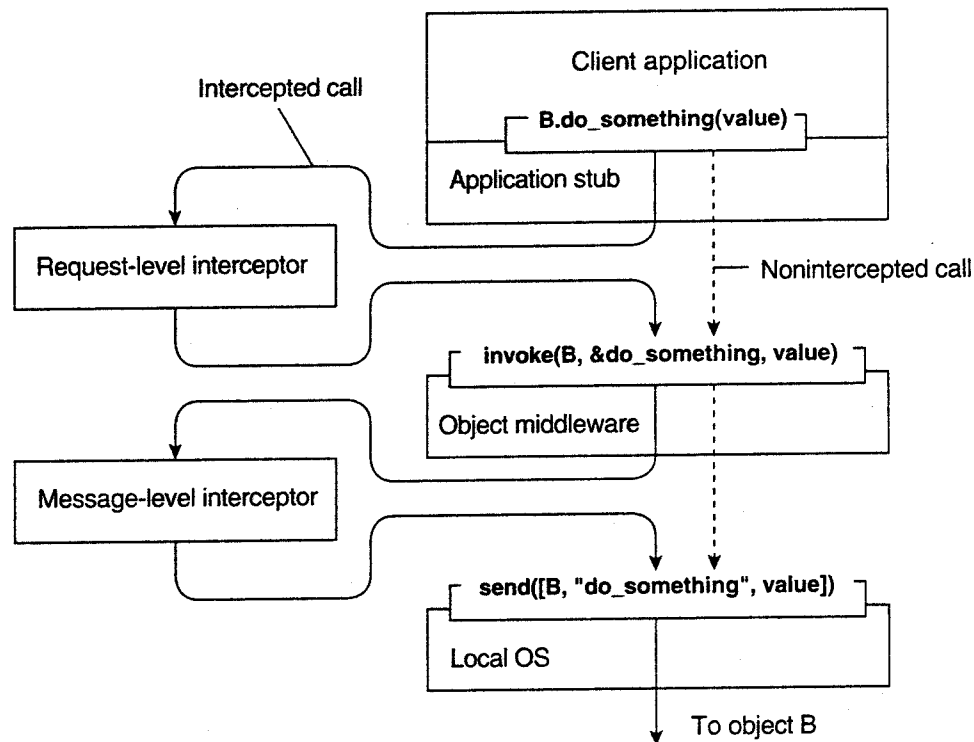 Client application
Intercepted call
B.do_something(value)
Application stub
Request-level interceptor
Nonintercepted call
invoke(B, &do_something, value)
Object middleware
Message-level interceptor
send([B, "do_something", value])
Local OS
To object B